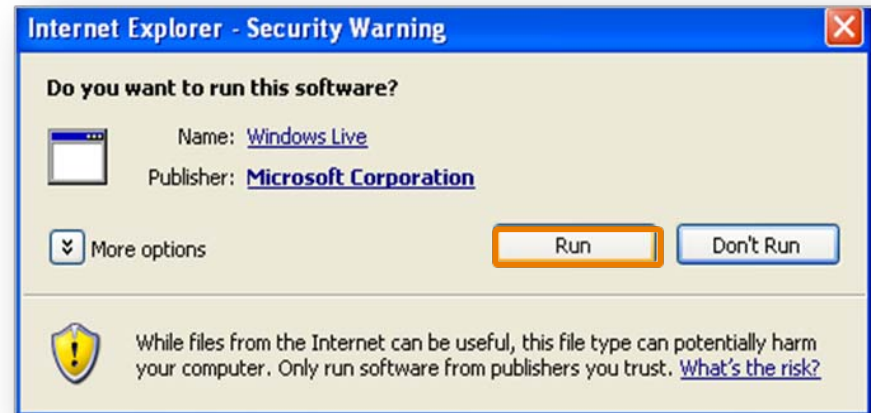 Internet Explorer - Security Warning
Do you want to run this software?
Name: Windows Live
Publisher: Microsoft Corporation
More options
Run
Don't Run
While files from the Internet can be useful, this file type can potentially harm
your computer. Only run software from publishers you trust. What's the risk?